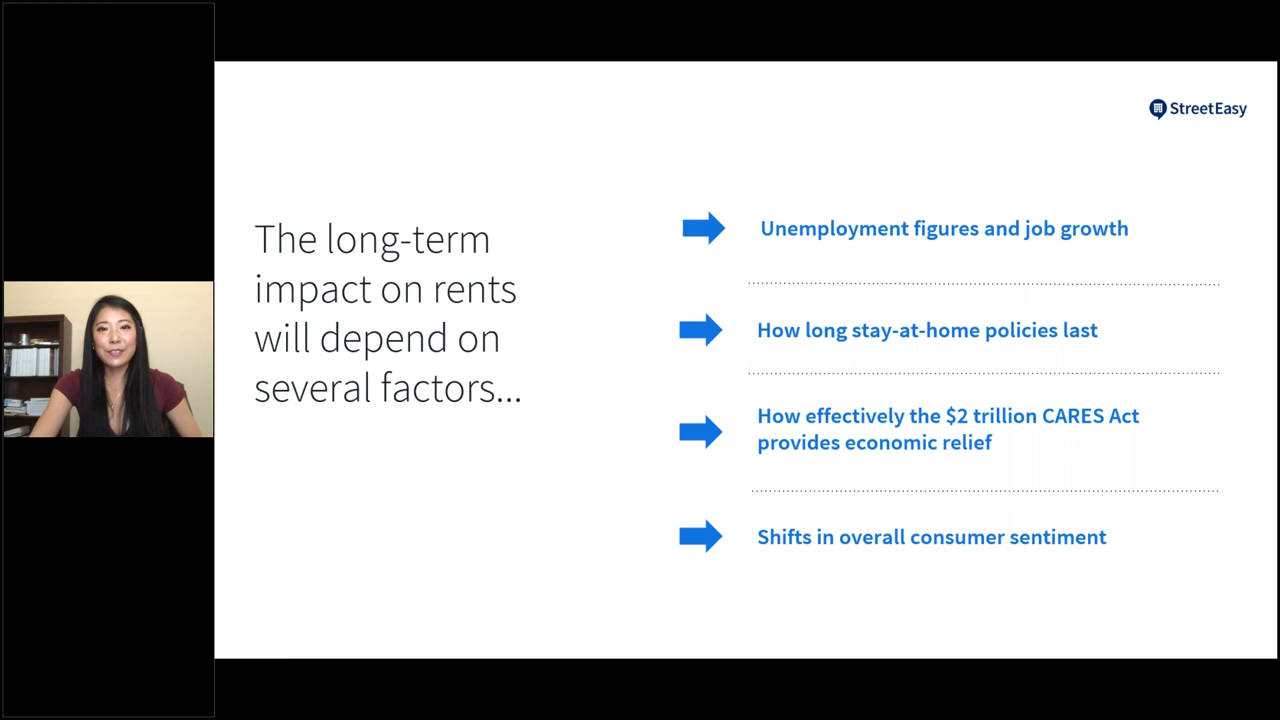 StreetEasy
The long-term
impact on rents
will depend on
several factors...
Unemployment figures and job growth
How long stay-at-home policies last
How effectively the $2 trillion CARES Act
provides economic relief
Shifts in overall consumer sentiment